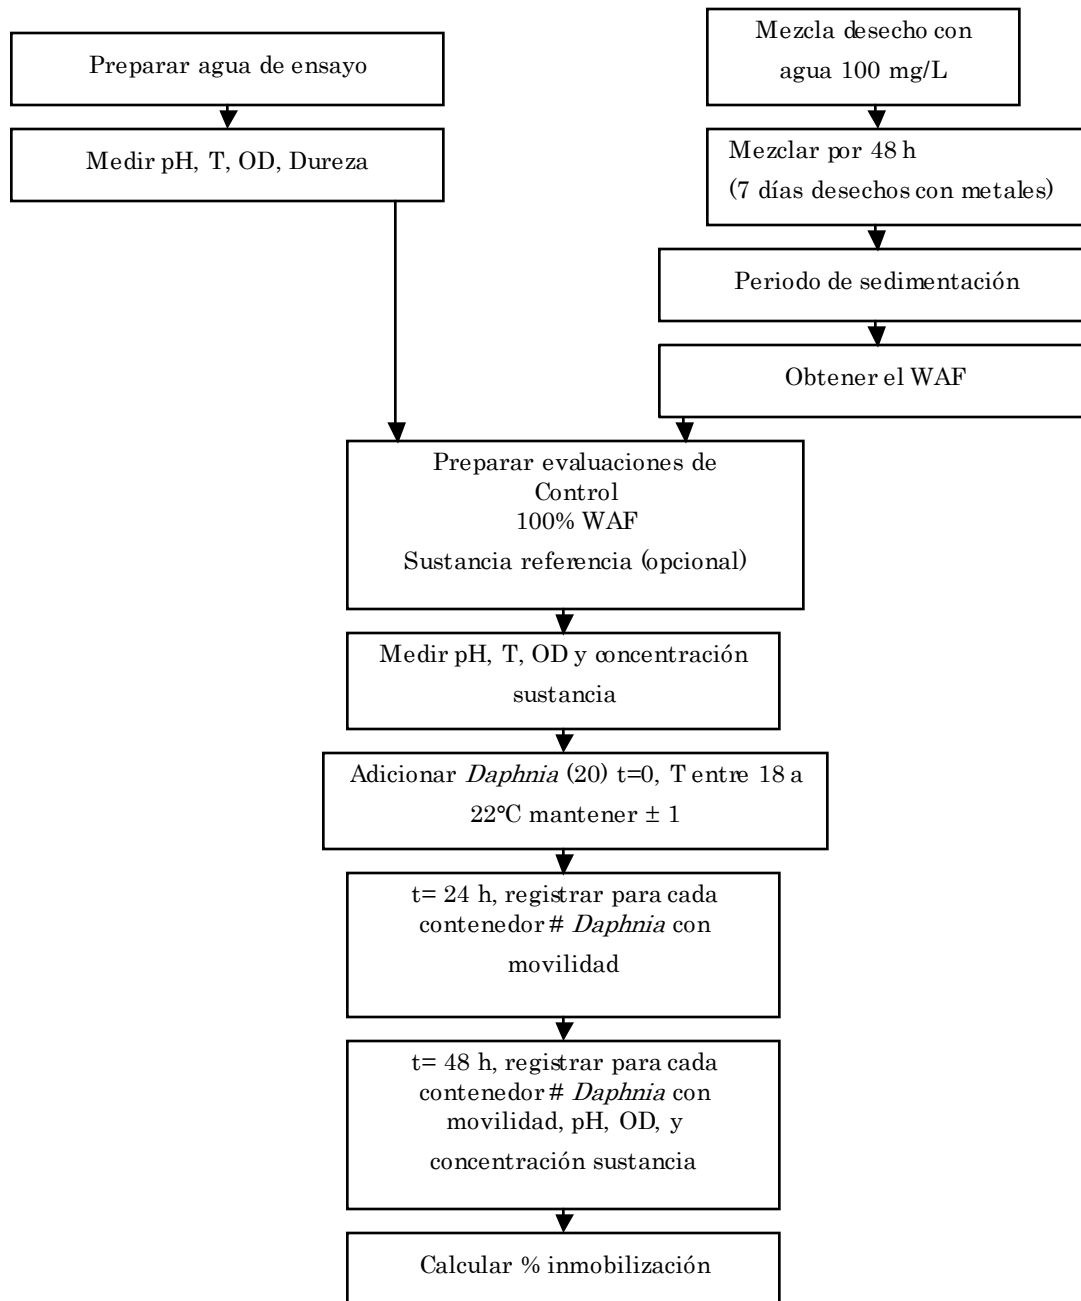 Preparar agua de ensayo
Medir pH, T, OD, Dureza
Mezcla desecho con
agua 100 mg/L
Mezclar por 48 h
(7 días desechos con metales)
Periodo de sedimentación
Obtener el WAF
Preparar evaluaciones de
Control
100% WAF
Sustancia referencia (opcional)
Medir pH, T, OD y concentración
sustancia
Adicionar Daphnia (20) t=0, T entre 18 a
22°C mantener ± 1
t= 24 h, registrar para cada
contenedor # Daphnia con
movilidad
t= 48 h, registrar para cada
contenedor # Daphnia con
movilidad, pH, OD, y
concentración sustancia
Calcular % inmobilización